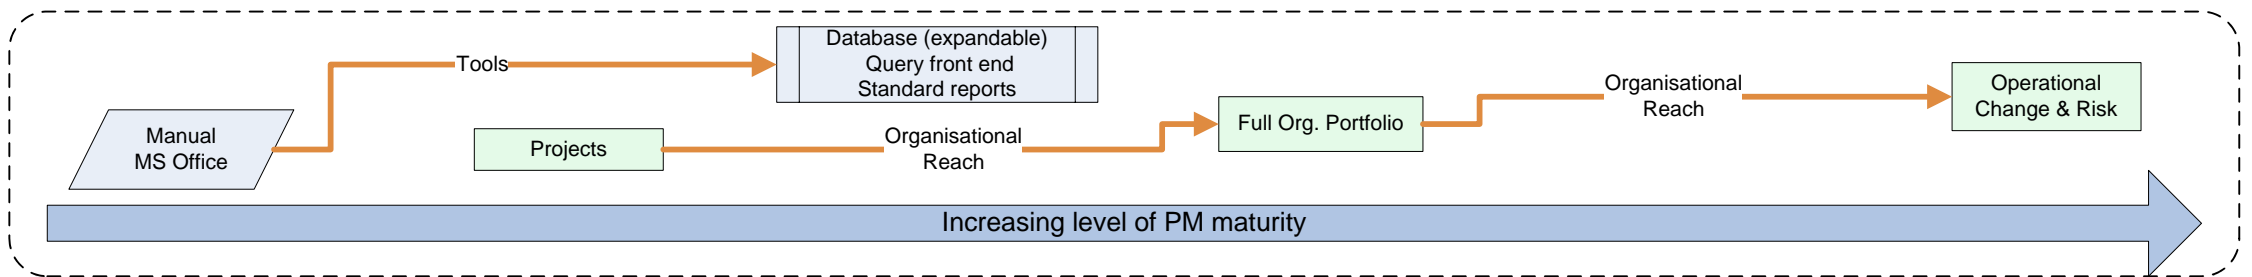 Manual
MS Office
Tools
Database (expandable)
Query front end
Standard reports
Projects
Organisational
Reach
Full Org. Portfolio
Organisational
Reach
Operational
Change & Risk
Increasing level of PM maturity